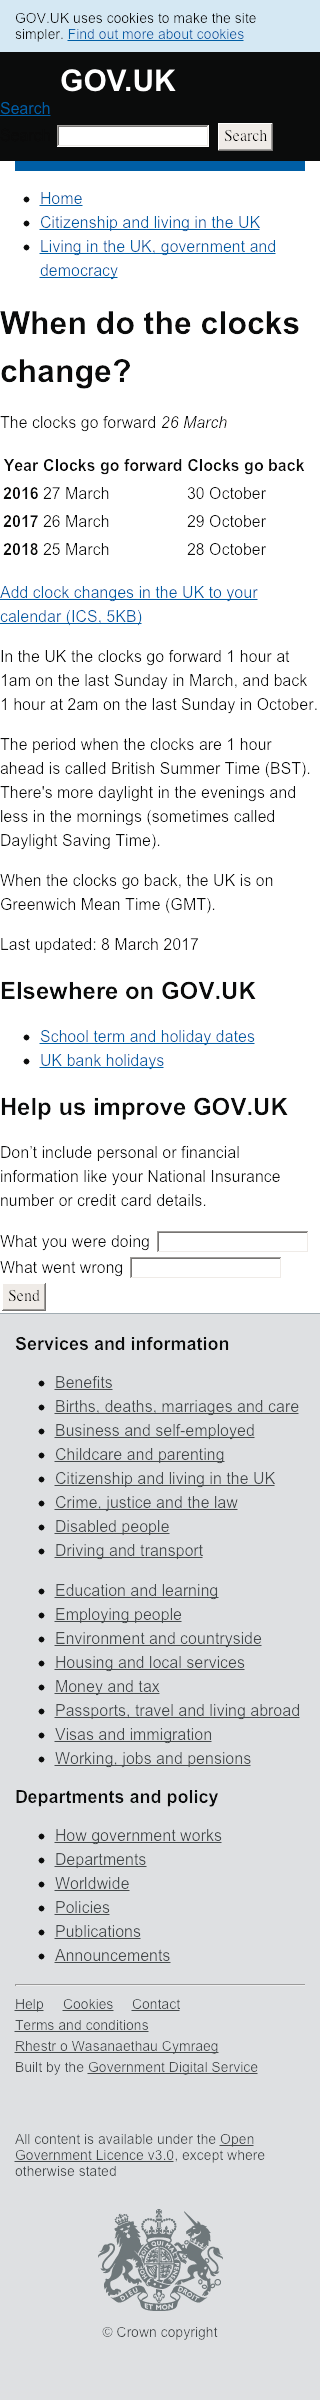 GOV.UK uses cookies to make the site
simpler. Find out more about cookies
GOV.UK
Search
Search
Home
Citizenship and living in the UK
Living in the UK, government and
democracy
When do the clocks
change?
The clocks go forward 26 March
Year Clocks go forward Clocks go back
2016 27 March 30 October
2017 26 March 29 October
2018 25 March 28 October
Add clock changes in the UK to your
calendar (ICS, 5KB)
In the UK the clocks go forward 1 hour at
1am on the last Sunday in March, and back
1 hour at 2am on the last Sunday in October.
The period when the clocks are 1 hour
ahead is called British Summer Time (BST).
There's more daylight in the evenings and
less in the mornings (sometimes called
Daylight Saving Time).
When the clocks go back, the UK is on
Greenwich Mean Time (GMT).
Last updated: 8 March 2017
Elsewhere on GOV.UK
School term and holiday dates
UK bank holidays
Help us improve GOV.UK
Don’t include personal or financial
information like your National Insurance
number or credit card details.
What you were doing
What went wrong
Send
Services and information
Benefits
Births, deaths, marriages and care
Business and self-employed
Childcare and parenting
Citizenship and living in the UK
Crime, justice and the law
Disabled people
Driving and transport
Education and learning
Employing people
Environment and countryside
Housing and local services
Money and tax
Passports, travel and living abroad
Visas and immigration
Working, jobs and pensions
Departments and policy
How government works
Departments
Worldwide
Policies
Publications
Announcements
Help Cookies Contact
Terms and conditions
Rhestr o Wasanaethau Cymraeg
Built by the Government Digital Service
All content is available under the Open
Government Licence v3.0, except where
otherwise stated
DIEU ET MON DROIT
© Crown copyright